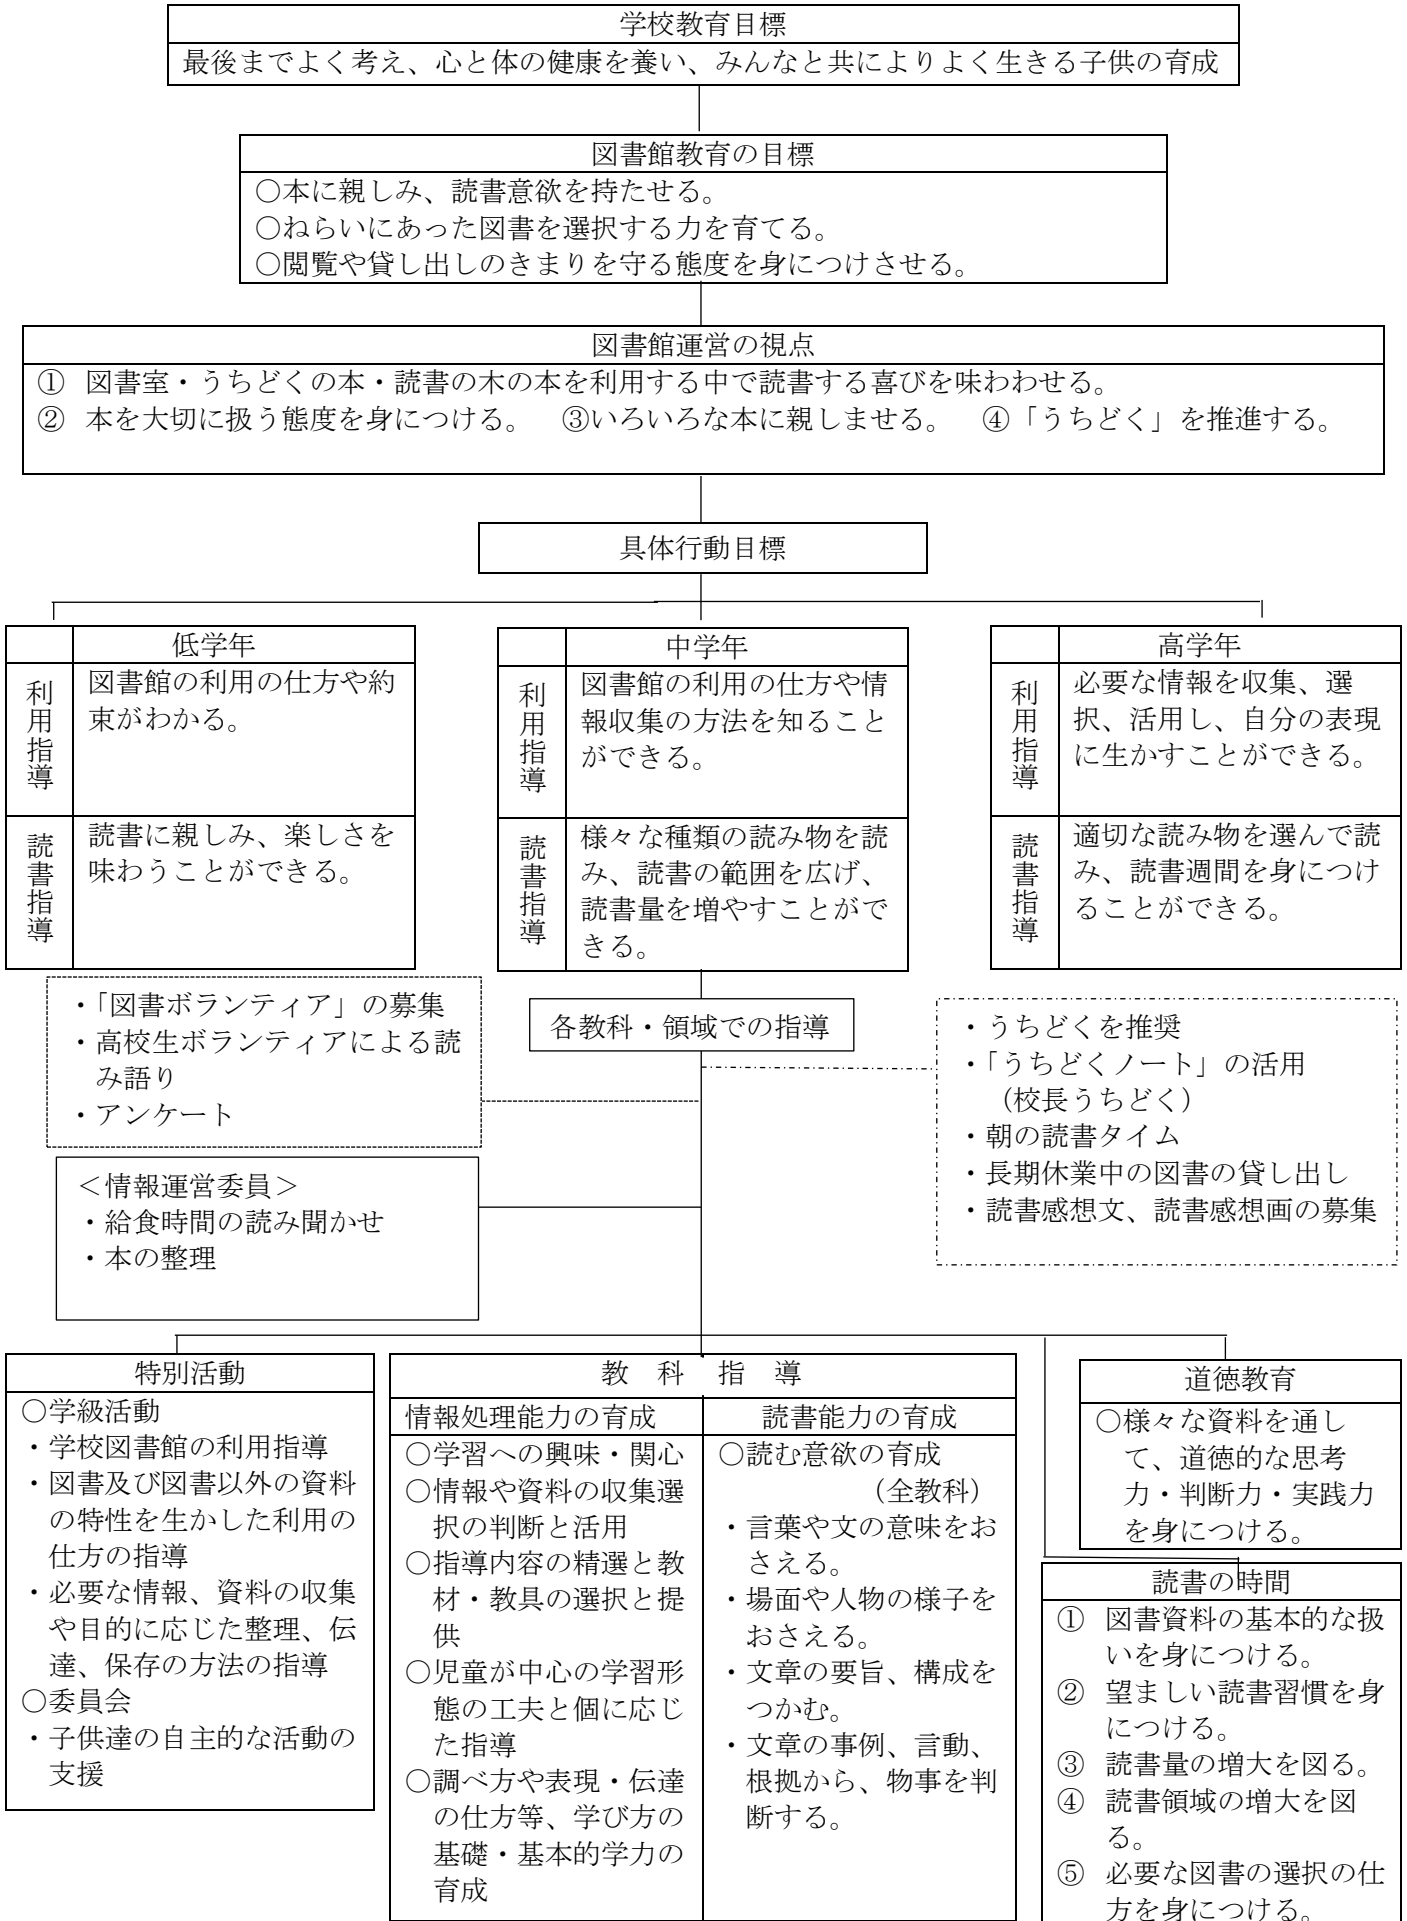 学校教育目標
最後までよく考え、心と体の健康を養い、みんなと共によりよく生きる子供の育成
図書館教育の目標
○本に親しみ、読書意欲を持たせる。
○ねらいにあった図書を選択する力を育てる。
○閲覧や貸し出しのきまりを守る態度を身につけさせる。
図書館運営の視点
① 図書室・うちどくの本・読書の木の本を利用する中で読書する喜びを味わわせる。
② 本を大切に扱う態度を身につける。 ③いろいろな本に親しませる。 ④「うちどく」を推進する。
具体行動目標
低学年
利用指導
図書館の利用の仕方や約
束がわかる。
読書指導
読書に親しみ、楽しさを
味わうことができる。
中学年
利用指導
図書館の利用の仕方や情
報収集の方法を知ること
ができる。
読書指導
様々な種類の読み物を読
み、読書の範囲を広げ、
読書量を増やすことがで
きる。
高学年
利用指導
必要な情報を収集、選
択、活用し、自分の表現
に生かすことができる。
読書指導
適切な読み物を選んで読
み、読書週間を身につけ
ることができる。
・「図書ボランティア」の募集
・高校生ボランティアによる読
み語り
・アンケート
各教科・領域での指導
・うちどくを推奨
・「うちどくノート」の活用
（校長うちどく）
・朝の読書タイム
・長期休業中の図書の貸し出し
・読書感想文、読書感想画の募集
＜情報運営委員＞
・給食時間の読み聞かせ
・本の整理
特別活動
○学級活動
・学校図書館の利用指導
・図書及び図書以外の資料
の特性を生かした利用の
仕方の指導
・必要な情報、資料の収集
や目的に応じた整理、伝
達、保存の方法の指導
○委員会
・子供達の自主的な活動の
支援
教 科 指 導
情報処理能力の育成
○学習への興味・関心
○情報や資料の収集選
択の判断と活用
○指導内容の精選と教
材・教具の選択と提
供
○児童が中心の学習形
態の工夫と個に応じ
た指導
○調べ方や表現・伝達
の仕方等、学び方の
基礎・基本的学力の
育成
読書能力の育成
○読む意欲の育成
（全教科）
・言葉や文の意味をお
さえる。
・場面や人物の様子を
おさえる。
・文章の要旨、構成を
つかむ。
・文章の事例、言動、
根拠から、物事を判
断する。
道徳教育
○様々な資料を通し
て、道徳的な思考
力・判断力・実践力
を身につける。
読書の時間
① 図書資料の基本的な扱
いを身につける。
② 望ましい読書習慣を身
につける。
③ 読書量の増大を図る。
④ 読書領域の増大を図
る。
⑤ 必要な図書の選択の仕
方を身につける。